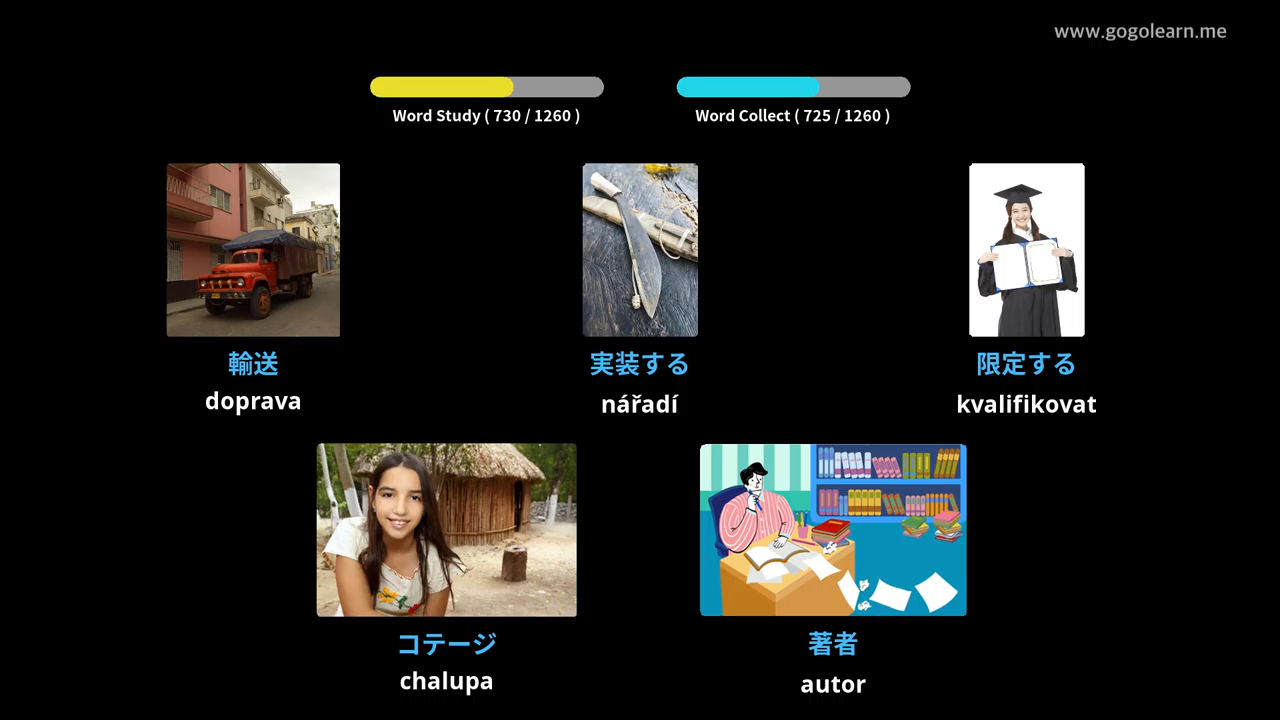 www.gogolearn.me
Word Study ( 730 / 1260 )
Word Collect ( 725 / 1260 )
輸送
doprava
実装する
nářadí
限定する
kvalifikovat
コテージ
chalupa
著者
autor